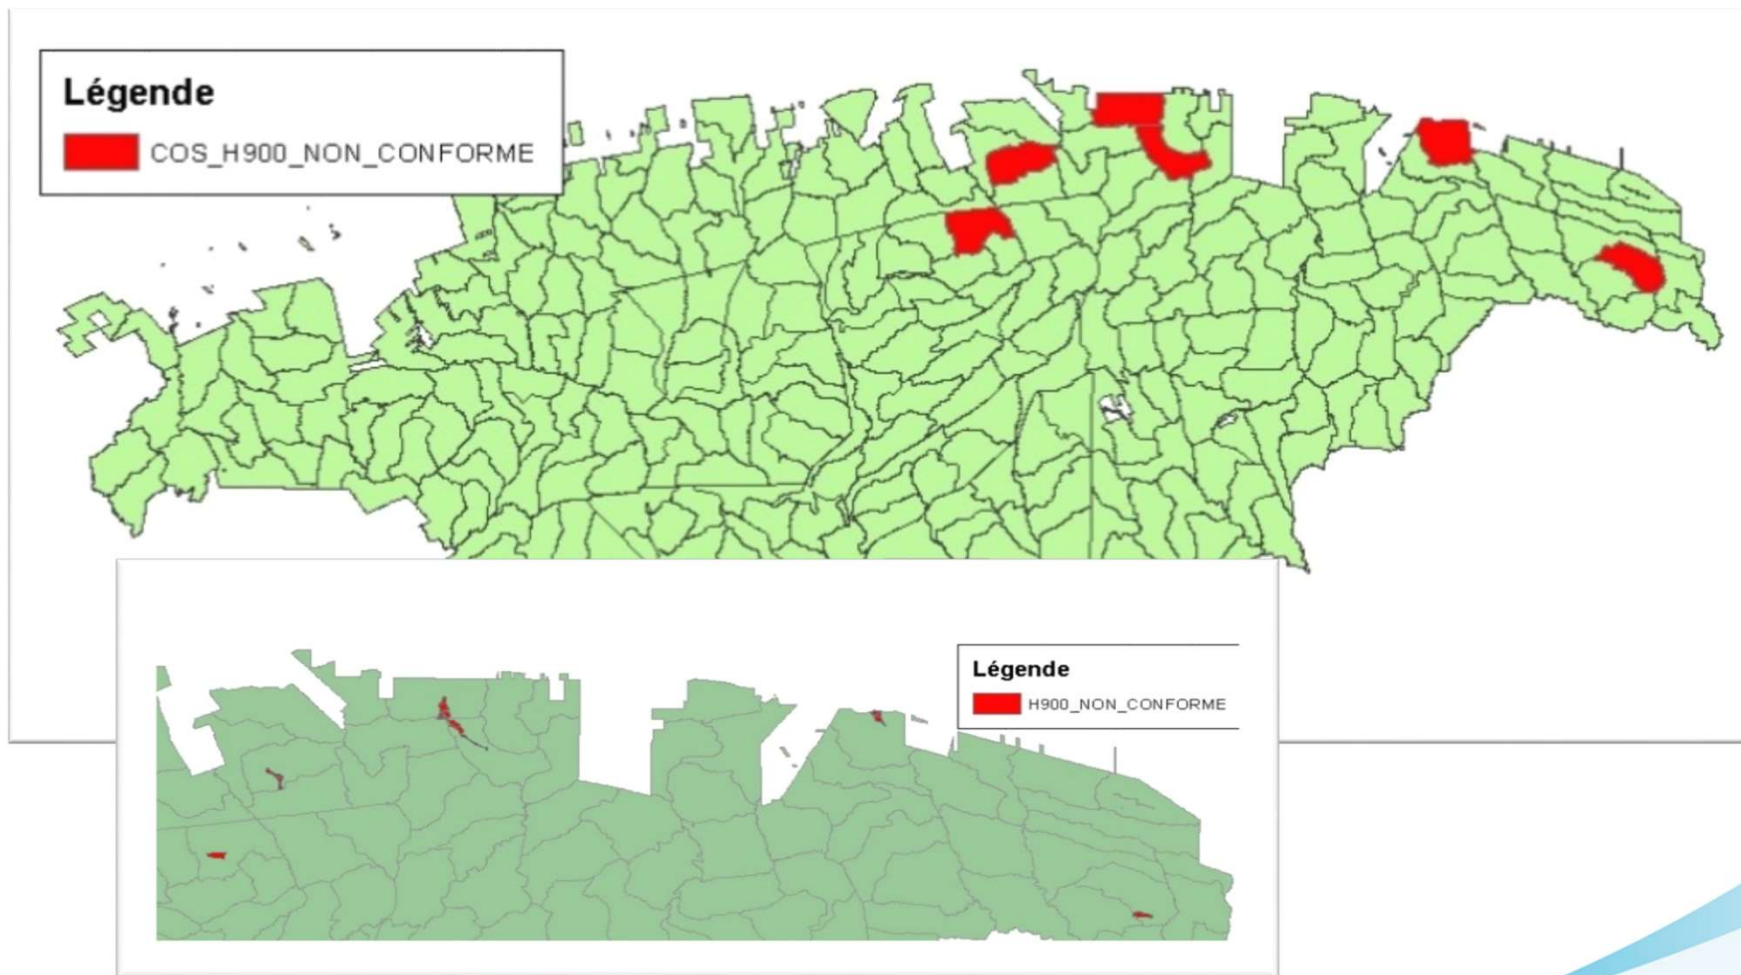 Légende
COS_H900_NON_CONFORME
Légende
H900_NON_CONFORME